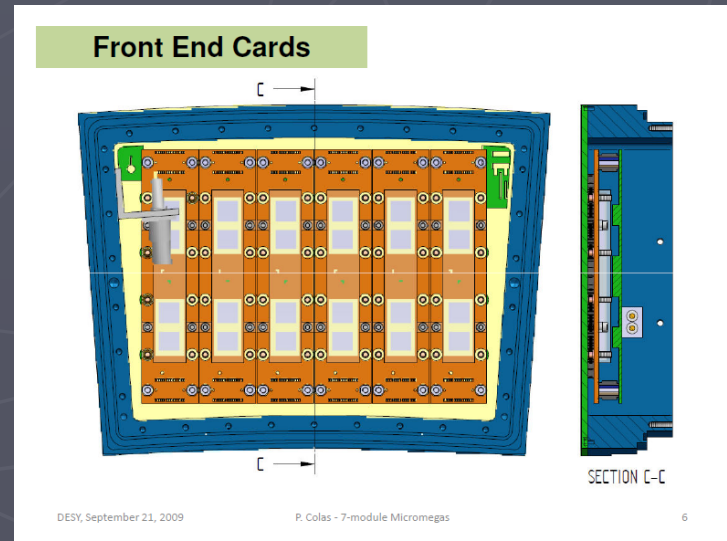 Front End Cards
C
C
SECTION C-C
DESY, September 21, 2009
P. Colas - 7-module Micromegas
6